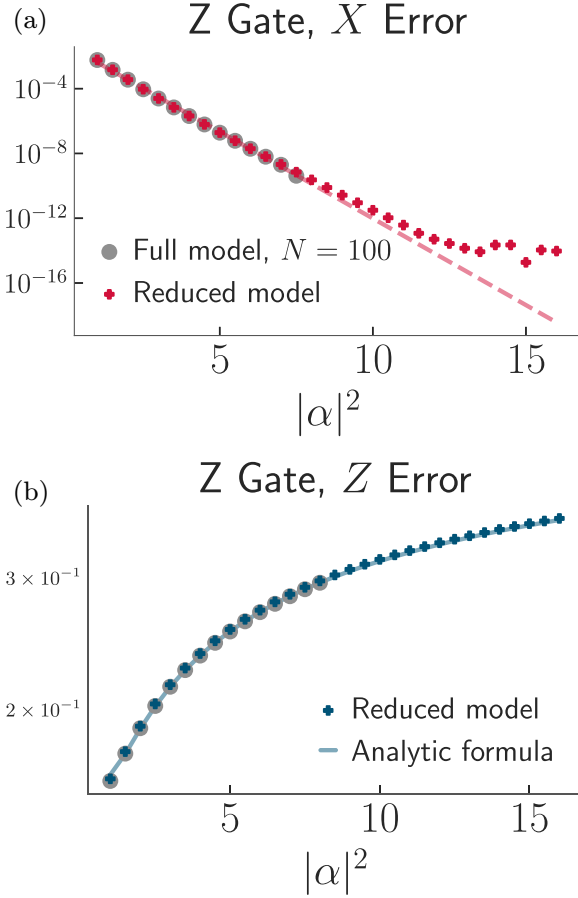 (a)
Z Gate, X Error
10⁻⁴
10⁻⁸
10⁻¹²
10⁻¹⁶
Full model, N = 100
Reduced model
5 10 15
|α|²
(b)
Z Gate, Z Error
3 × 10⁻¹
2 × 10⁻¹
Reduced model
Analytic formula
5 10 15
|α|²